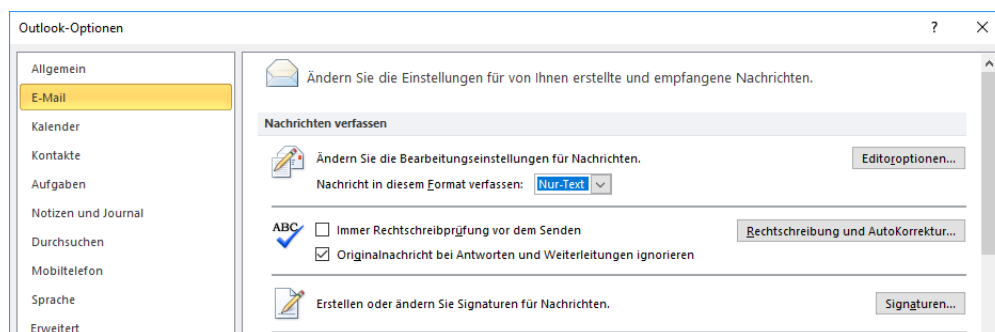 Outlook-Optionen ? ×
Allgemein
E-Mail
Kalender
Kontakte
Aufgaben
Notizen und Journal
Durchsuchen
Mobiltelefon
Sprache
Erweitert
Ändern Sie die Einstellungen für von Ihnen erstellte und empfangene Nachrichten.
Nachrichten verfassen
Ändern Sie die Bearbeitungseinstellungen für Nachrichten. Editoroptionen...
Nachricht in diesem Format verfassen: Nur-Text
ABC Immer Rechtschreibprüfung vor dem Senden Rechtschreibung und AutoKorrektur...
Originalnachricht bei Antworten und Weiterleitungen ignorieren
Erstellen oder ändern Sie Signaturen für Nachrichten. Signaturen...